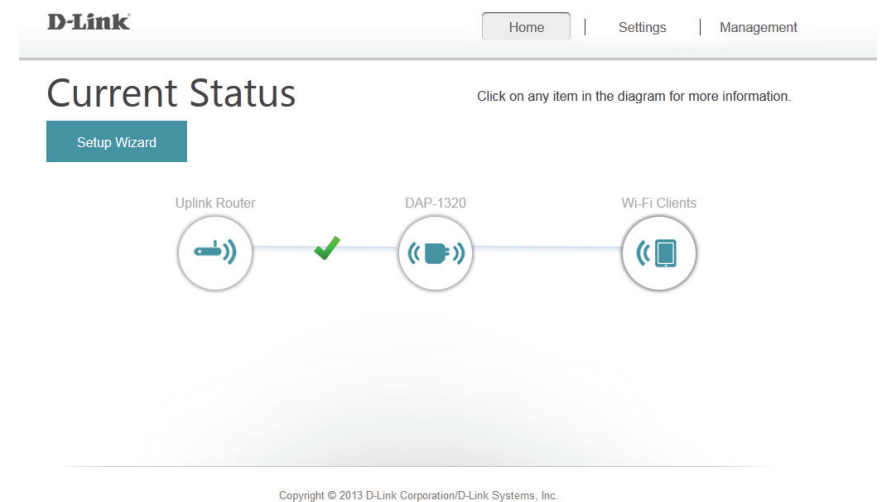 D-Link
Home | Settings | Management
Current Status
Click on any item in the diagram for more information.
Setup Wizard
Uplink Router
DAP-1320
Wi-Fi Clients
Copyright © 2013 D-Link Corporation/D-Link Systems, Inc.